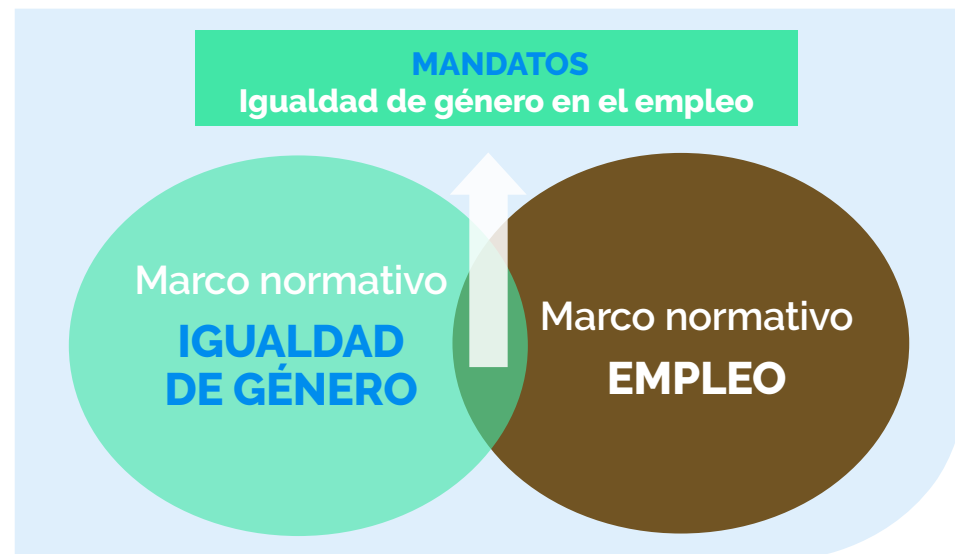 MANDATOS
Igualdad de género en el empleo
Marco normativo
IGUALDAD
DE GÉNERO
Marco normativo
EMPLEO